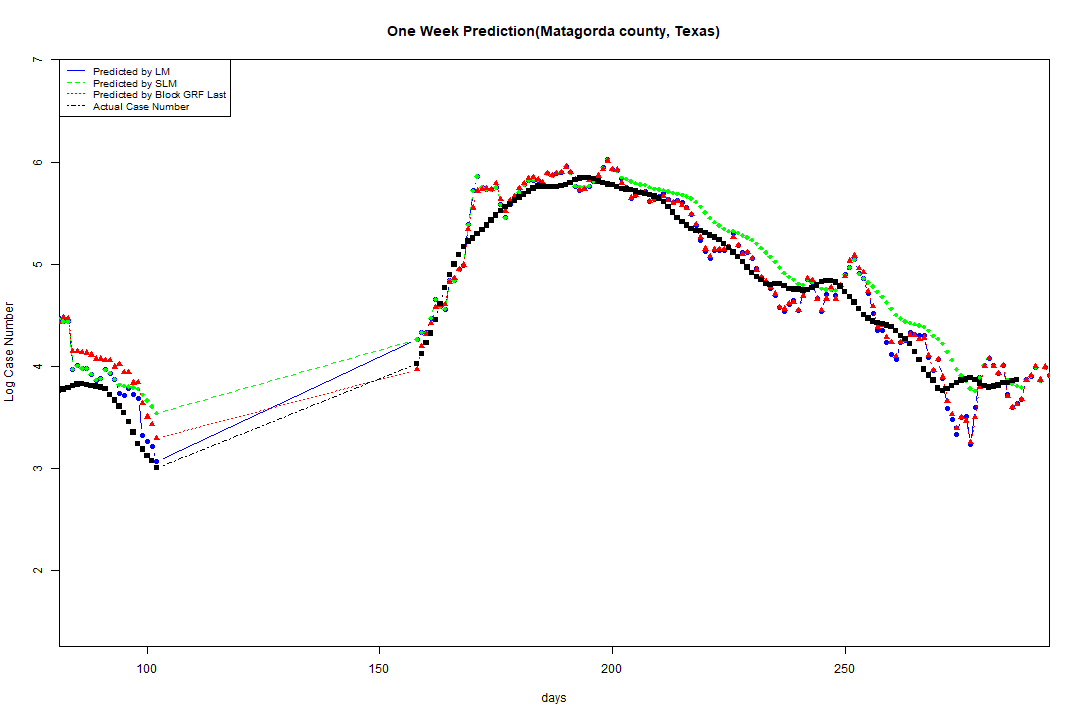 One Week Prediction(Matagorda county, Texas)
Predicted by LM
Predicted by SLM
Predicted by Block GRF Last
Actual Case Number
Log Case Number
7
6
5
4
3
2
100 150 200 250
days